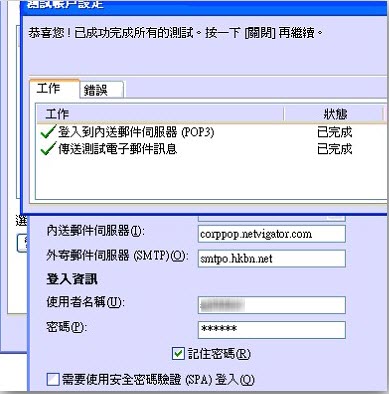 測試帳戶設定
恭喜您！已成功完成所有的測試。按一下 [關閉] 再繼續。
工作 錯誤
工作 狀態
登入到內送郵件伺服器 (POP3) 已完成
傳送測試電子郵件訊息 已完成
選
內送郵件伺服器(I): corppop.netvigator.com
外寄郵件伺服器 (SMTP)(O): smtpo.hkbn.net
登入資訊
使用者名稱(U):
密碼(P): ******
記住密碼(R)
需要使用安全密碼驗證 (SPA) 登入(Q)